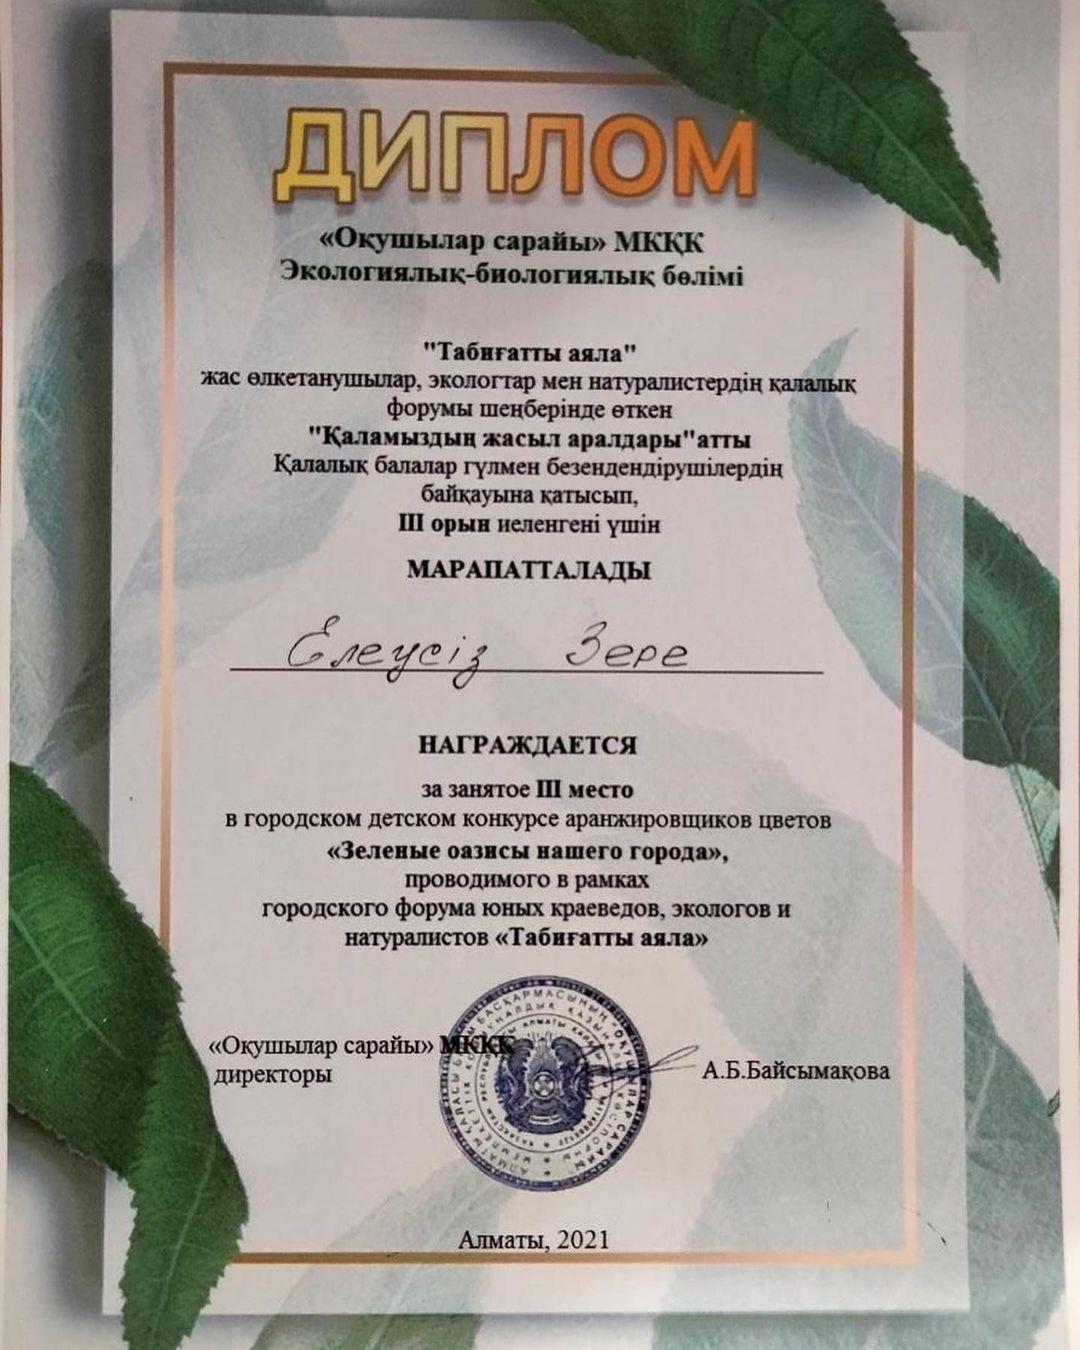 ДИПЛОМ
«Оқушылар сарайы» МКҚК
Экологиялық-биологиялық бөлімі
"Табиғатты аяла"
жас өлкетанушылар, экологтар мен натуралистердің қалалық
форумы шеңберінде өткен
"Қаламыздың жасыл аралдары"атты
Қалалық балалар гүлмен безендендірушілердің
байқауына қатысып,
III орын иеленгені үшін
МАРАПАТТАЛАДЫ
Елеусіз Зере
НАГРАЖДАЕТСЯ
за занятое III место
в городском детском конкурсе аранжировщиков цветов
«Зеленые оазисы нашего города»,
проводимого в рамках
городского форума юных краеведов, экологов и
натуралистов «Табиғатты аяла»
«Оқушылар сарайы» МКҚК
директоры
А.Б.Байсымақова
Алматы, 2021